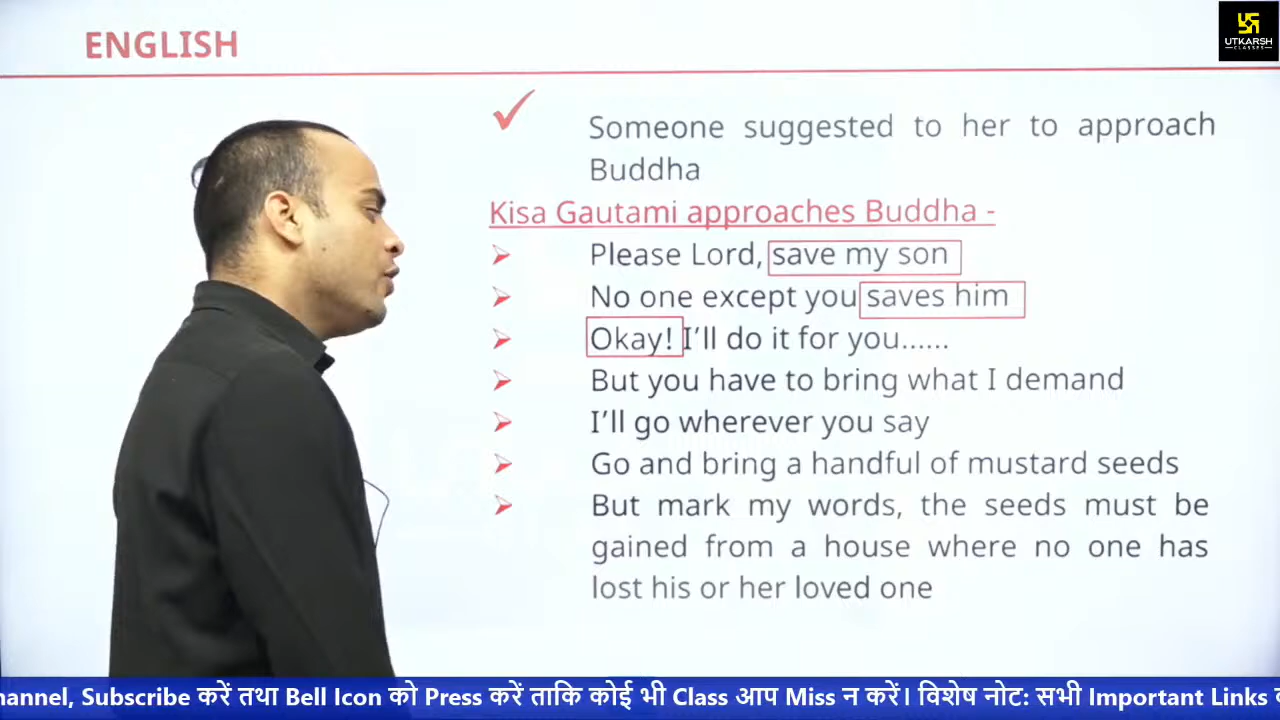 ENGLISH
UTKARSH
CLASSES
Someone suggested to her to approach
Buddha
Kisa Gautami approaches Buddha -
Please Lord, save my son
No one except you saves him
Okay! I’ll do it for you......
But you have to bring what I demand
I’ll go wherever you say
Go and bring a handful of mustard seeds
But mark my words, the seeds must be
gained from a house where no one has
lost his or her loved one
hannel, Subscribe करें तथा Bell Icon को Press करें ताकि कोई भी Class आप Miss न करें। विशेष नोट: सभी Important Links